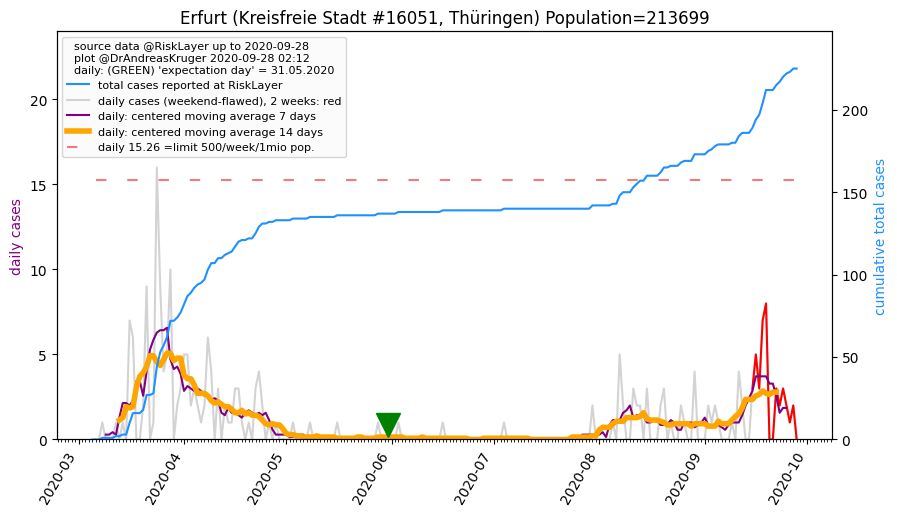 Erfurt (Kreisfreie Stadt #16051, Thüringen) Population=213699
source data @RiskLayer up to 2020-09-28
plot @DrAndreasKruger 2020-09-28 02:12
daily: (GREEN) 'expectation day' = 31.05.2020
total cases reported at RiskLayer
daily cases (weekend-flawed), 2 weeks: red
daily: centered moving average 7 days
daily: centered moving average 14 days
daily 15.26 =limit 500/week/1mio pop.
daily cases
20
15
10
5
0
cumulative total cases
200
150
100
50
0
2020-03
2020-04
2020-05
2020-06
2020-07
2020-08
2020-09
2020-10